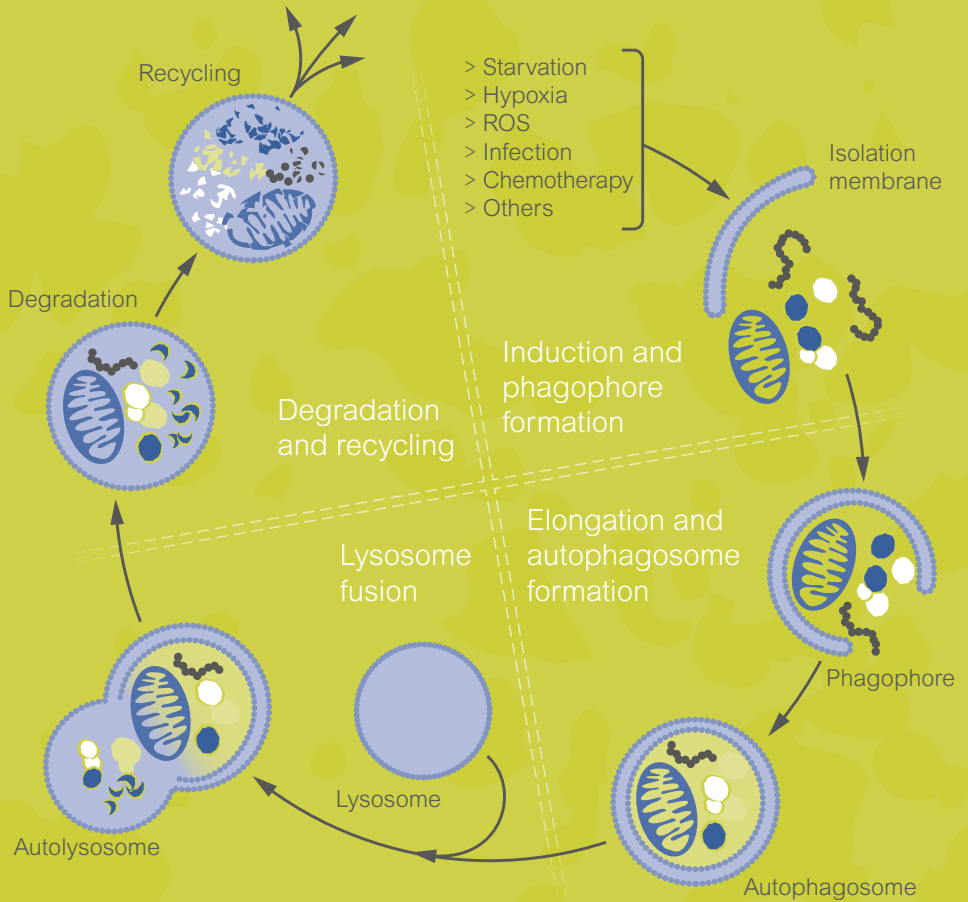 Recycling
> Starvation
> Hypoxia
> ROS
> Infection
> Chemotherapy
> Others
Isolation
membrane
Degradation
Induction and
phagophore
formation
Degradation
and recycling
Elongation and
autophagosome
formation
Lysosome
fusion
Phagophore
Lysosome
Autolysosome
Autophagosome